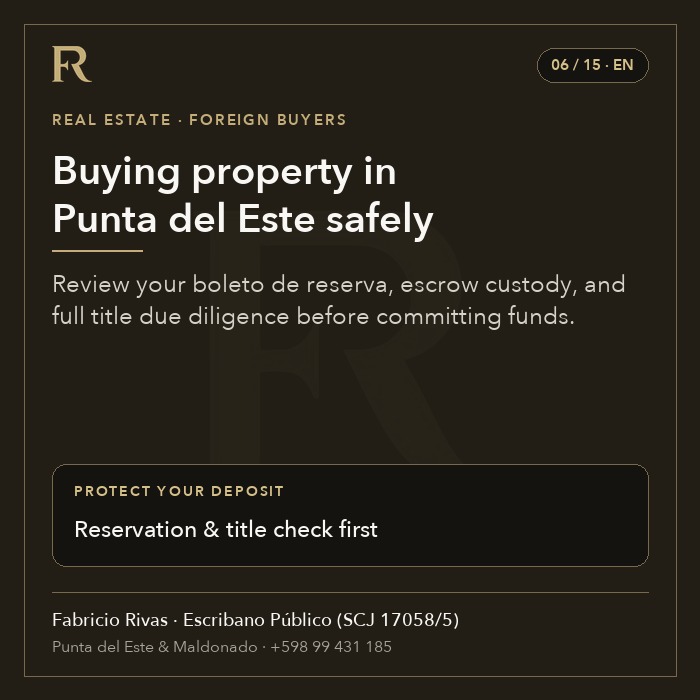 FR
06 / 15 · EN
REAL ESTATE · FOREIGN BUYERS
Buying property in
Punta del Este safely
Review your boleto de reserva, escrow custody, and
full title due diligence before committing funds.
PROTECT YOUR DEPOSIT
Reservation & title check first
Fabricio Rivas · Escribano Público (SCJ 17058/5)
Punta del Este & Maldonado · +598 99 431 185